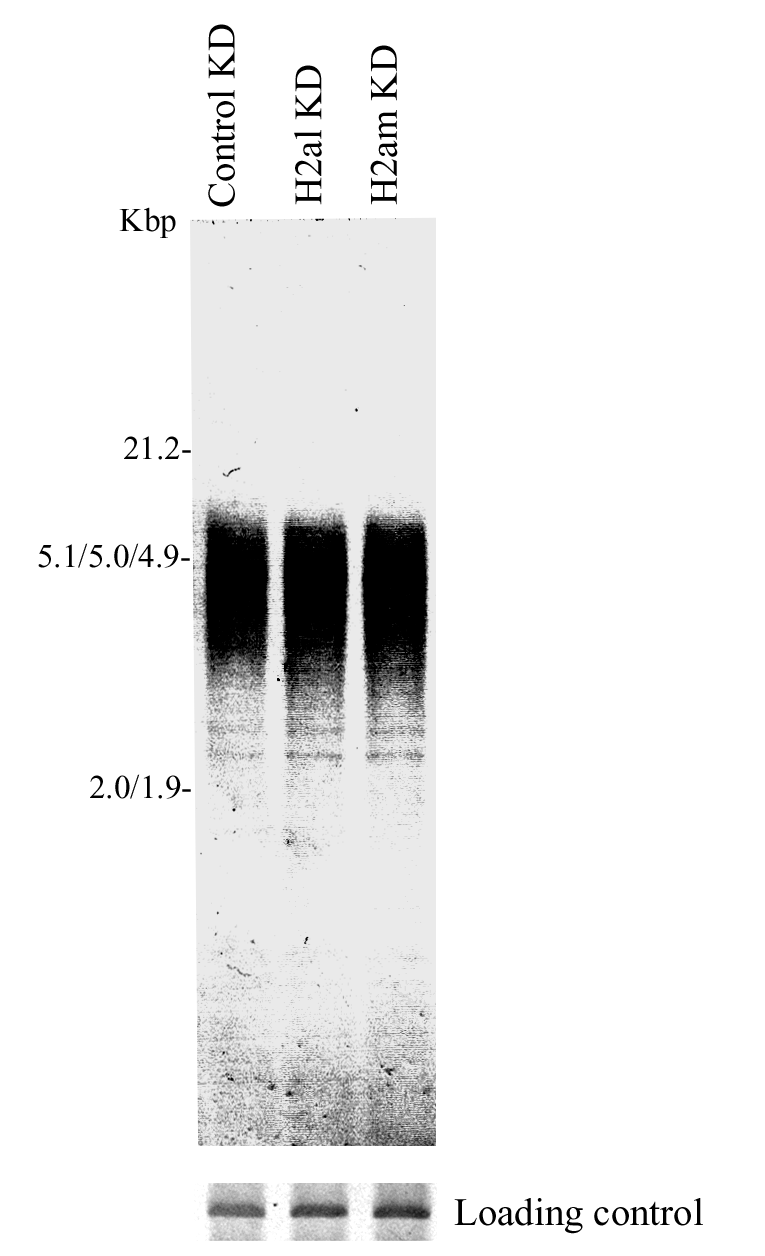 Control KD
H2al KD
H2am KD
Kbp
21.2-
5.1/5.0/4.9-
2.0/1.9-
Loading control